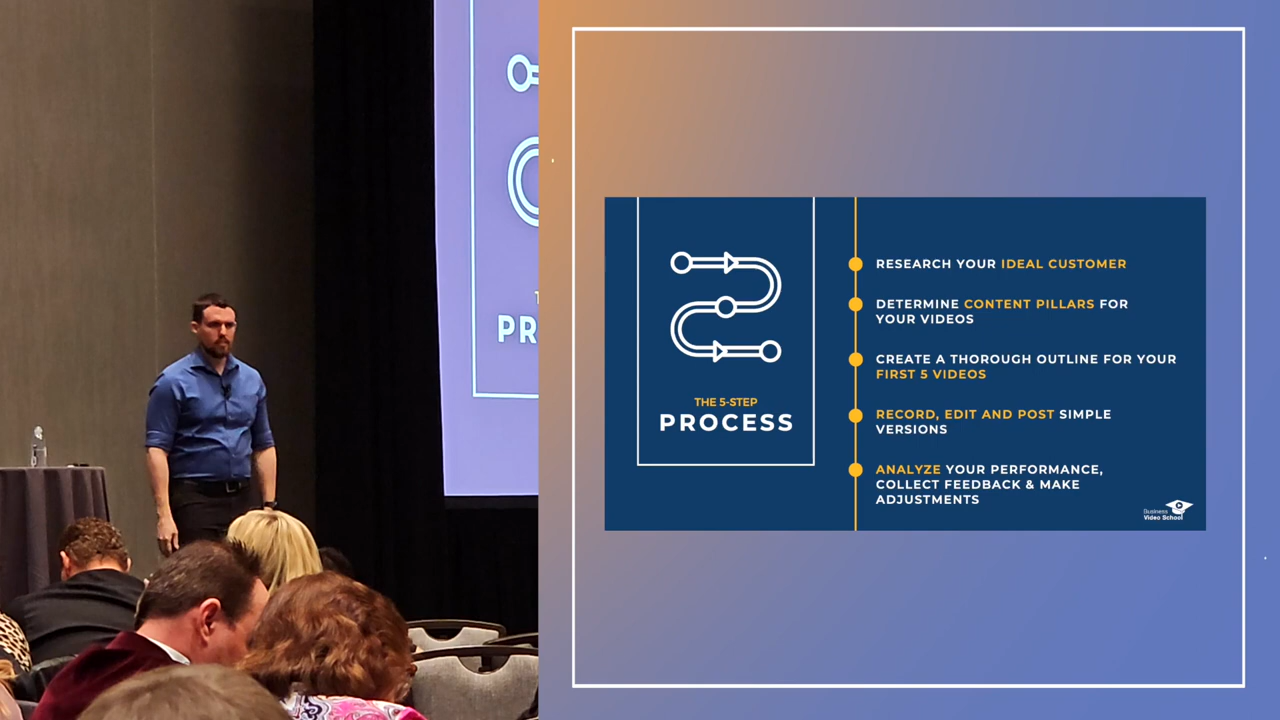 PR
THE 5-STEP
PROCESS
RESEARCH YOUR IDEAL CUSTOMER
DETERMINE CONTENT PILLARS FOR
YOUR VIDEOS
CREATE A THOROUGH OUTLINE FOR YOUR
FIRST 5 VIDEOS
RECORD, EDIT AND POST SIMPLE
VERSIONS
ANALYZE YOUR PERFORMANCE,
COLLECT FEEDBACK & MAKE
ADJUSTMENTS
Business
Video School